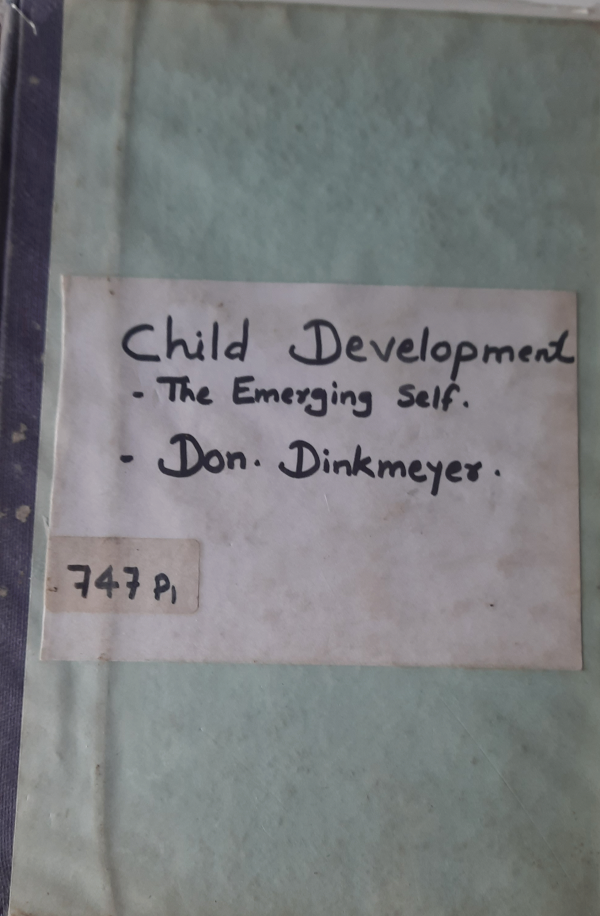 Child Development
- The Emerging Self.
- Don. Dinkmeyer.
747 P1